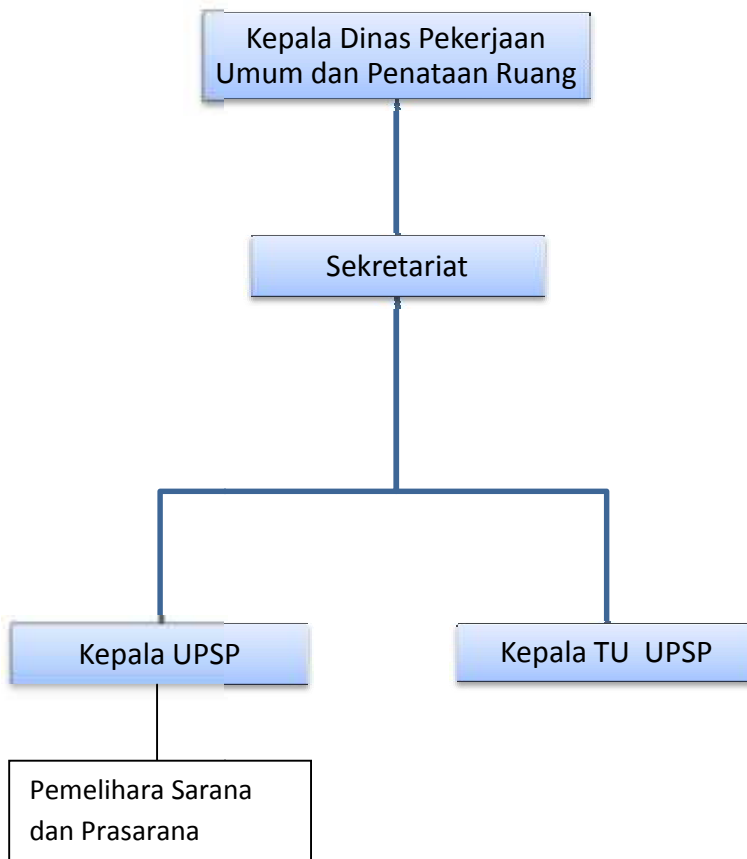 Kepala Dinas Pekerjaan
Umum dan Penataan Ruang
Sekretariat
Kepala UPSP
Kepala TU UPSP
Pemelihara Sarana
dan Prasarana